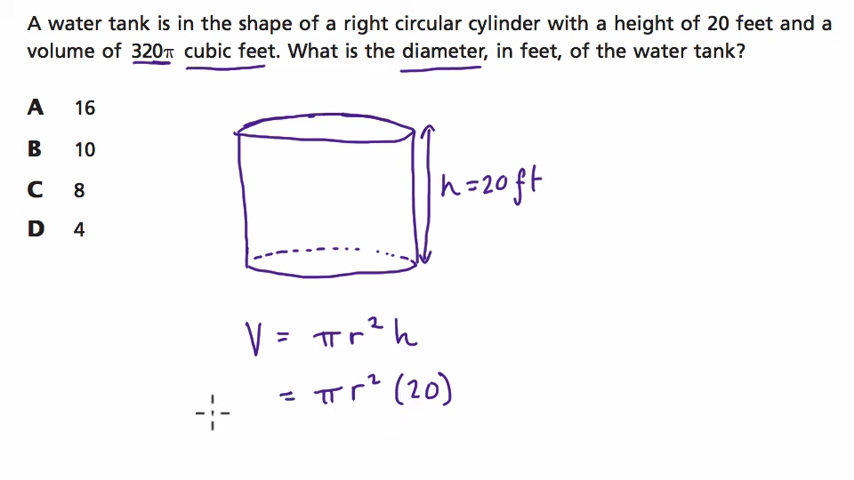 A water tank is in the shape of a right circular cylinder with a height of 20 feet and a
volume of 320π cubic feet. What is the diameter, in feet, of the water tank?
A 16
B 10
C 8
D 4
h = 20 ft
V = πr²h
= πr² (20)